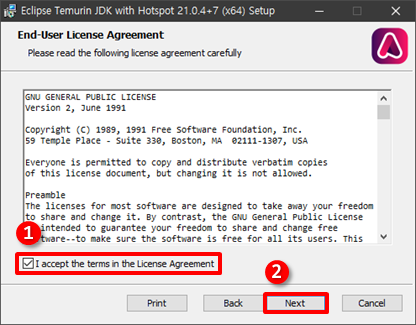 Eclipse Temurin JDK with Hotspot 21.0.4+7 (x64) Setup
End-User License Agreement
Please read the following license agreement carefully
GNU GENERAL PUBLIC LICENSE
Version 2, June 1991
Copyright (C) 1989, 1991 Free Software Foundation, Inc.
59 Temple Place - Suite 330, Boston, MA 02111-1307, USA
Everyone is permitted to copy and distribute verbatim copies
of this license document, but changing it is not allowed.
Preamble
The licenses for most software are designed to take away your freedom
to share and change it. By contrast, the GNU General Public License
intended to guarantee your freedom to share and change free
software--to make sure the software is free for all its users. This
1
I accept the terms in the License Agreement
2
Print
Back
Next
Cancel